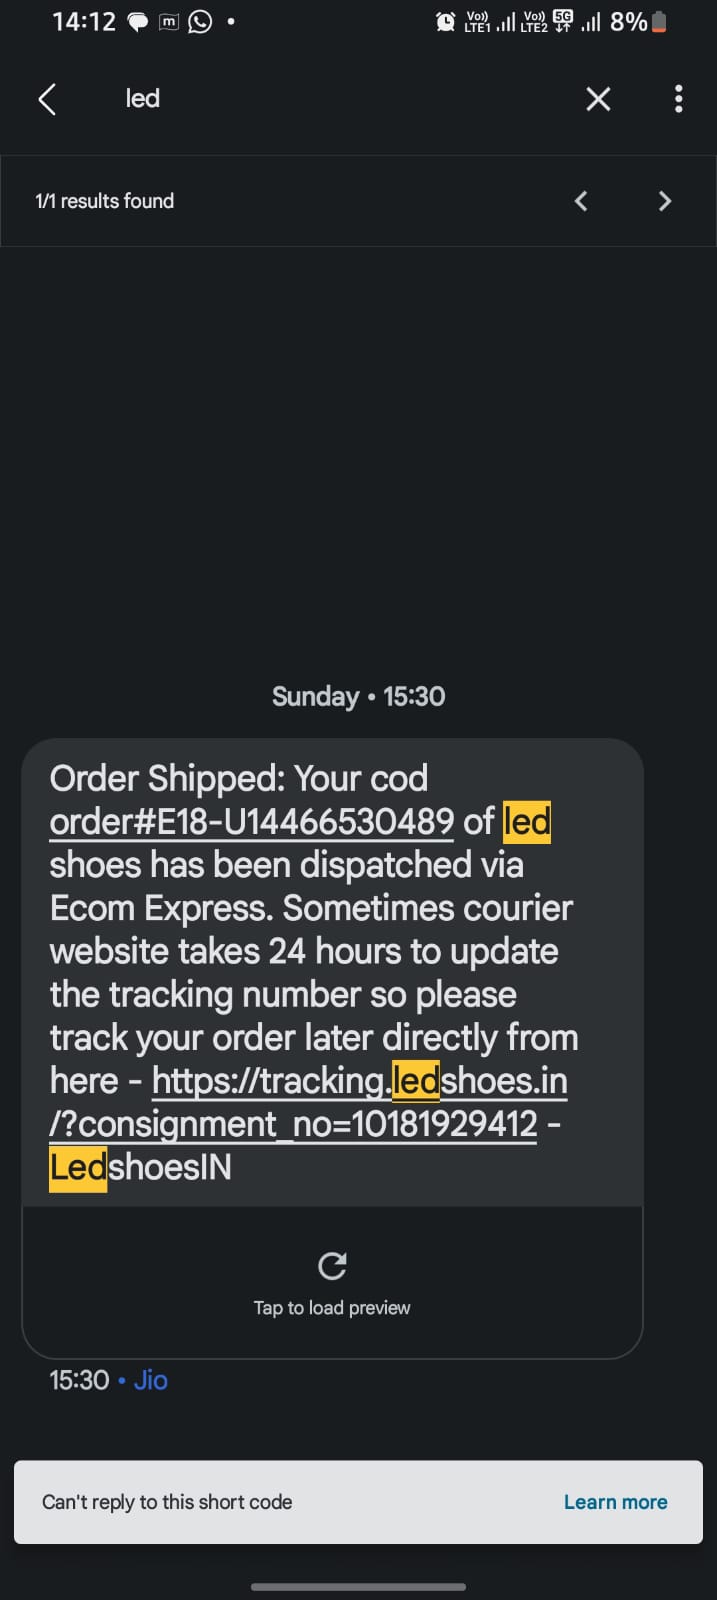 14:12
Vo)) LTE1 Vo)) LTE2 5G 8%
led
1/1 results found
Sunday • 15:30
Order Shipped: Your cod
order#E18-U14466530489 of led
shoes has been dispatched via
Ecom Express. Sometimes courier
website takes 24 hours to update
the tracking number so please
track your order later directly from
here - https://tracking.ledshoes.in
/?consignment_no=10181929412 -
LedshoesIN
Tap to load preview
15:30 • Jio
Can't reply to this short code
Learn more